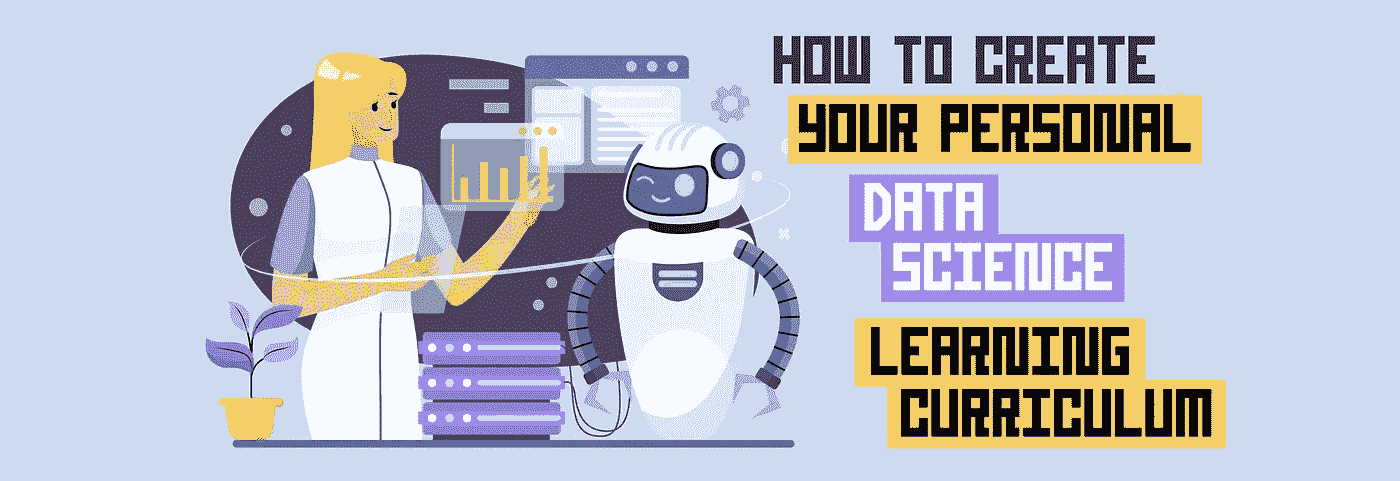 HOW TO CREATE
YOUR PERSONAL
DATA
SCIENCE
LEARNING
CURRICULUM